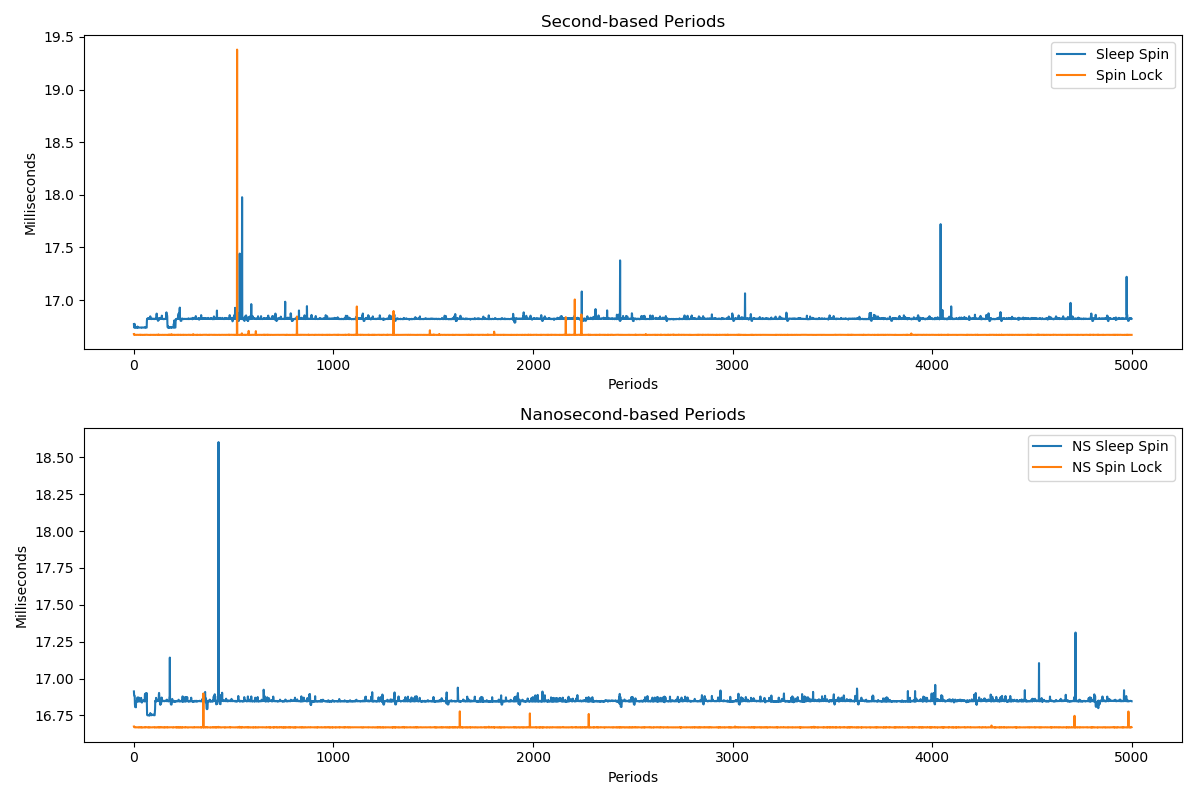 Second-based Periods
19.5
19.0
18.5
18.0
17.5
17.0
Milliseconds
Sleep Spin
Spin Lock
0 1000 2000 3000 4000 5000
Periods
Nanosecond-based Periods
18.50
18.25
18.00
17.75
17.50
17.25
17.00
16.75
Milliseconds
NS Sleep Spin
NS Spin Lock
0 1000 2000 3000 4000 5000
Periods